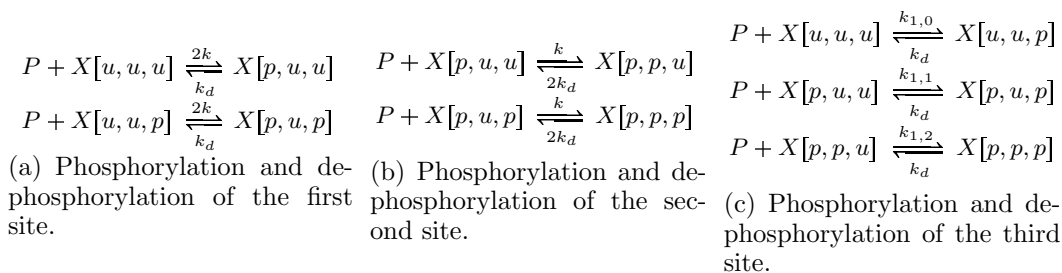 2k
P + X[u, u, u] ⇌ X[p, u, u]
k_d
2k
P + X[u, u, p] ⇌ X[p, u, p]
k_d
(a) Phosphorylation and de-
phosphorylation of the first
site.
k
P + X[p, u, u] ⇌ X[p, p, u]
2k_d
k
P + X[p, u, p] ⇌ X[p, p, p]
2k_d
(b) Phosphorylation and de-
phosphorylation of the sec-
ond site.
k_{1,0}
P + X[u, u, u] ⇌ X[u, u, p]
k_d
k_{1,1}
P + X[p, u, u] ⇌ X[p, u, p]
k_d
k_{1,2}
P + X[p, p, u] ⇌ X[p, p, p]
k_d
(c) Phosphorylation and de-
phosphorylation of the third
site.